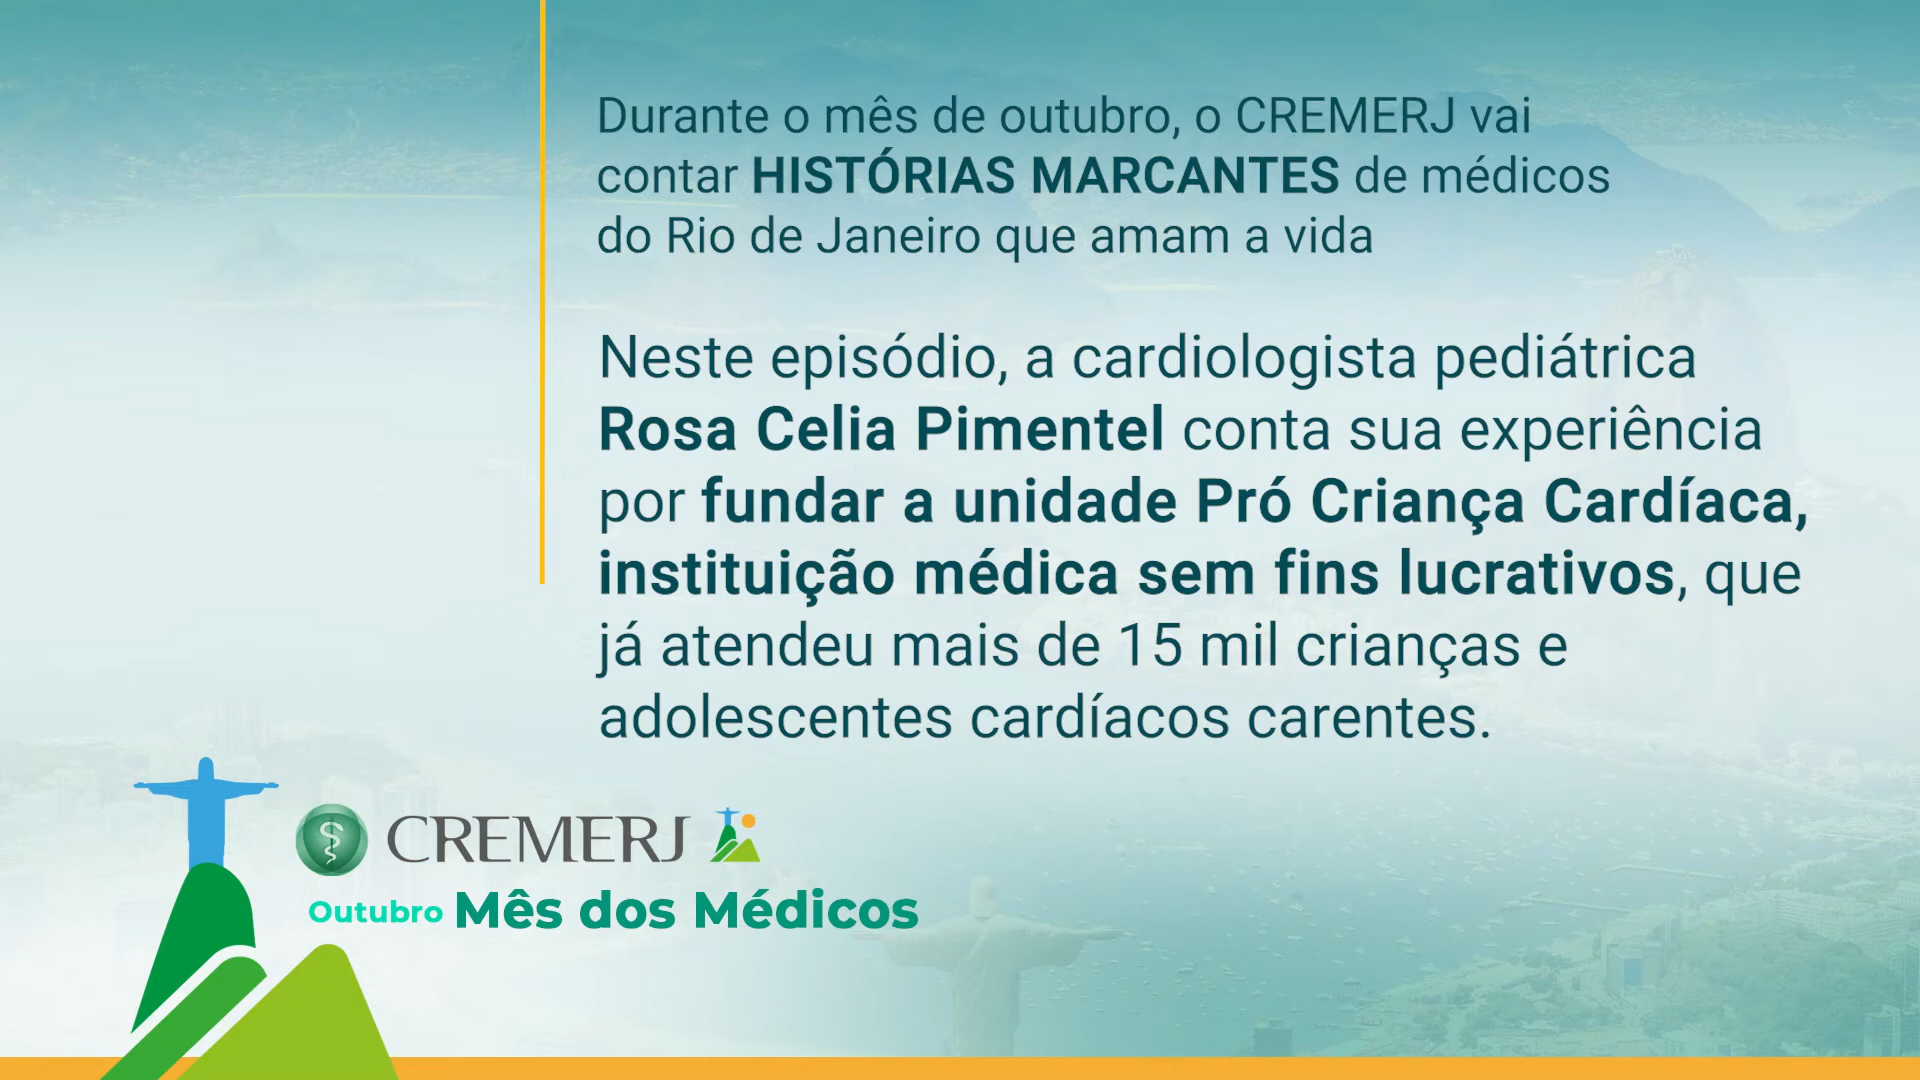 Durante o mês de outubro, o CREMERJ vai
contar HISTÓRIAS MARCANTES de médicos
do Rio de Janeiro que amam a vida
Neste episódio, a cardiologista pediátrica
Rosa Celia Pimentel conta sua experiência
por fundar a unidade Pró Criança Cardíaca,
instituição médica sem fins lucrativos, que
já atendeu mais de 15 mil crianças e
adolescentes cardíacos carentes.
CREMERJ
Outubro Mês dos Médicos